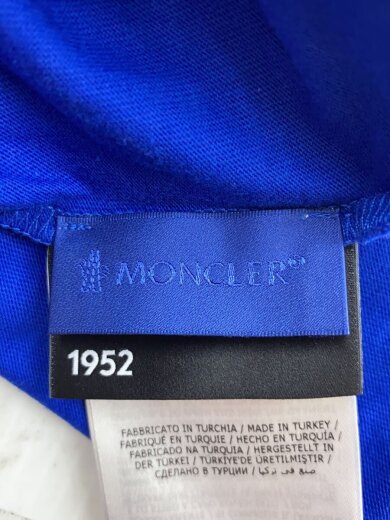 MONCLER
1952
FABBRICATO IN TURCHIA / MADE IN TURKEY /
FABRIQUÉ EN TURQUIE / HECHO EN TURQUÍA /
FABRICADO NA TURQUIA / HERGESTELLT IN
DER TÜRKEI / TÜRKİYE'DE ÜRETİLMİŞTİR /
СДЕЛАНО В ТУРЦИИ / صنع في تركيا